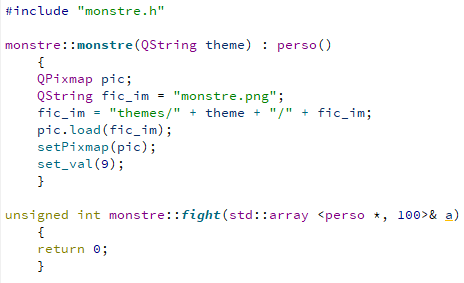 #include "monstre.h"
monstre::monstre(QString theme) : perso()
{
QPixmap pic;
QString fic_im = "monstre.png";
fic_im = "themes/" + theme + "/" + fic_im;
pic.load(fic_im);
setPixmap(pic);
set_val(9);
}
unsigned int monstre::fight(std::array <perso *, 100>& a)
{
return 0;
}